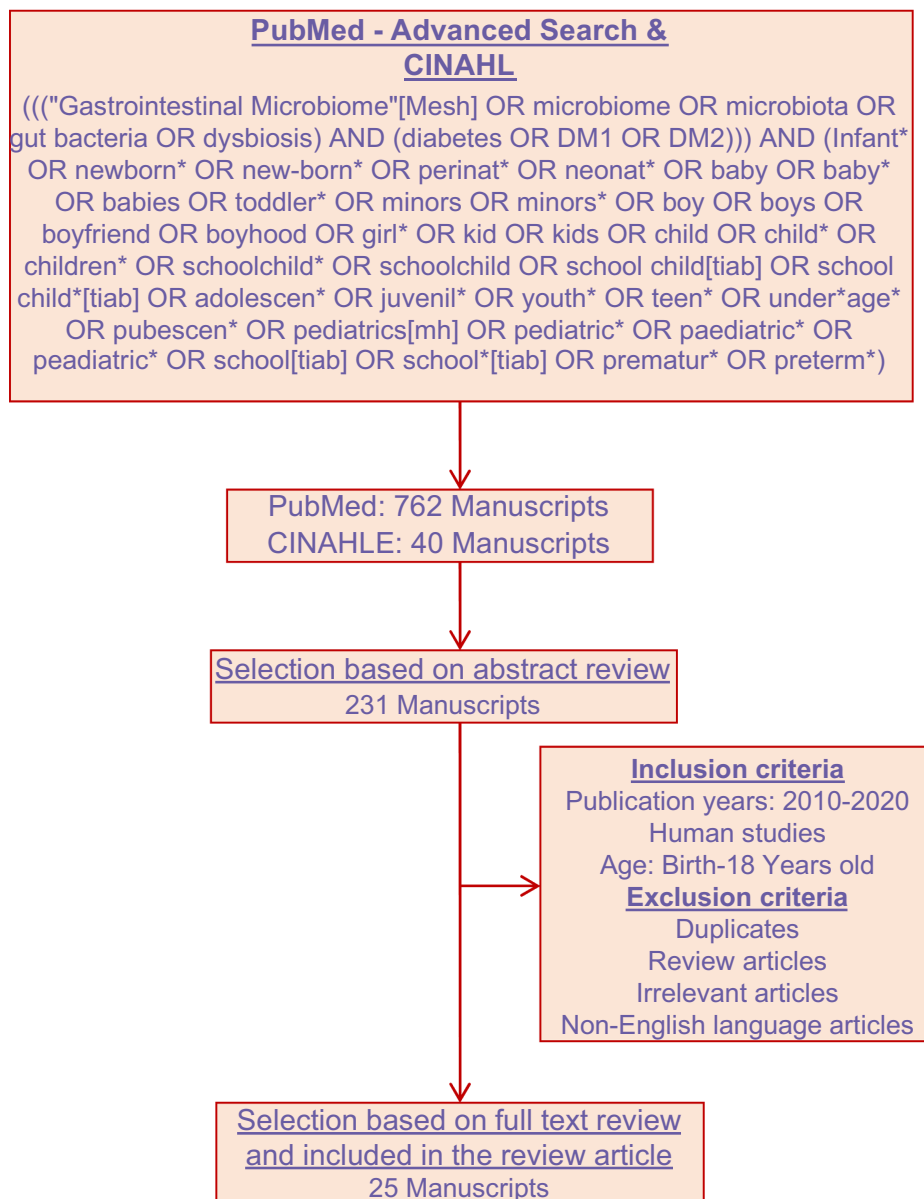 PubMed - Advanced Search &
CINAHL
((("Gastrointestinal Microbiome"[Mesh] OR microbiome OR microbiota OR
gut bacteria OR dysbiosis) AND (diabetes OR DM1 OR DM2))) AND (Infant*
OR newborn* OR new-born* OR perinat* OR neonat* OR baby OR baby*
OR babies OR toddler* OR minors OR minors* OR boy OR boys OR
boyfriend OR boyhood OR girl* OR kid OR kids OR child OR child* OR
children* OR schoolchild* OR schoolchild OR school child[tiab] OR school
child*[tiab] OR adolescen* OR juvenil* OR youth* OR teen* OR under*age*
OR pubescen* OR pediatrics[mh] OR pediatric* OR paediatric* OR
peadiatric* OR school[tiab] OR school*[tiab] OR prematur* OR preterm*)
PubMed: 762 Manuscripts
CINAHLE: 40 Manuscripts
Selection based on abstract review
231 Manuscripts
Inclusion criteria
Publication years: 2010-2020
Human studies
Age: Birth-18 Years old
Exclusion criteria
Duplicates
Review articles
Irrelevant articles
Non-English language articles
Selection based on full text review
and included in the review article
25 Manuscripts